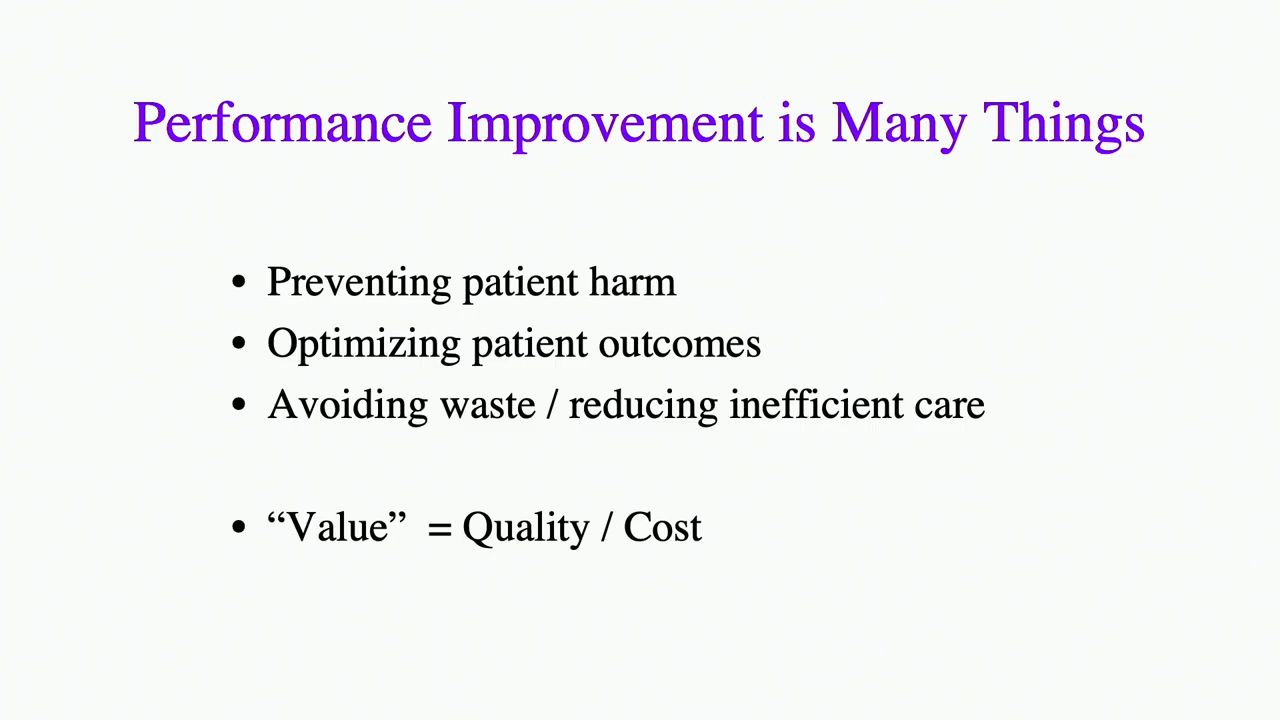 Performance Improvement is Many Things
• Preventing patient harm
• Optimizing patient outcomes
• Avoiding waste / reducing inefficient care
• “Value” = Quality / Cost